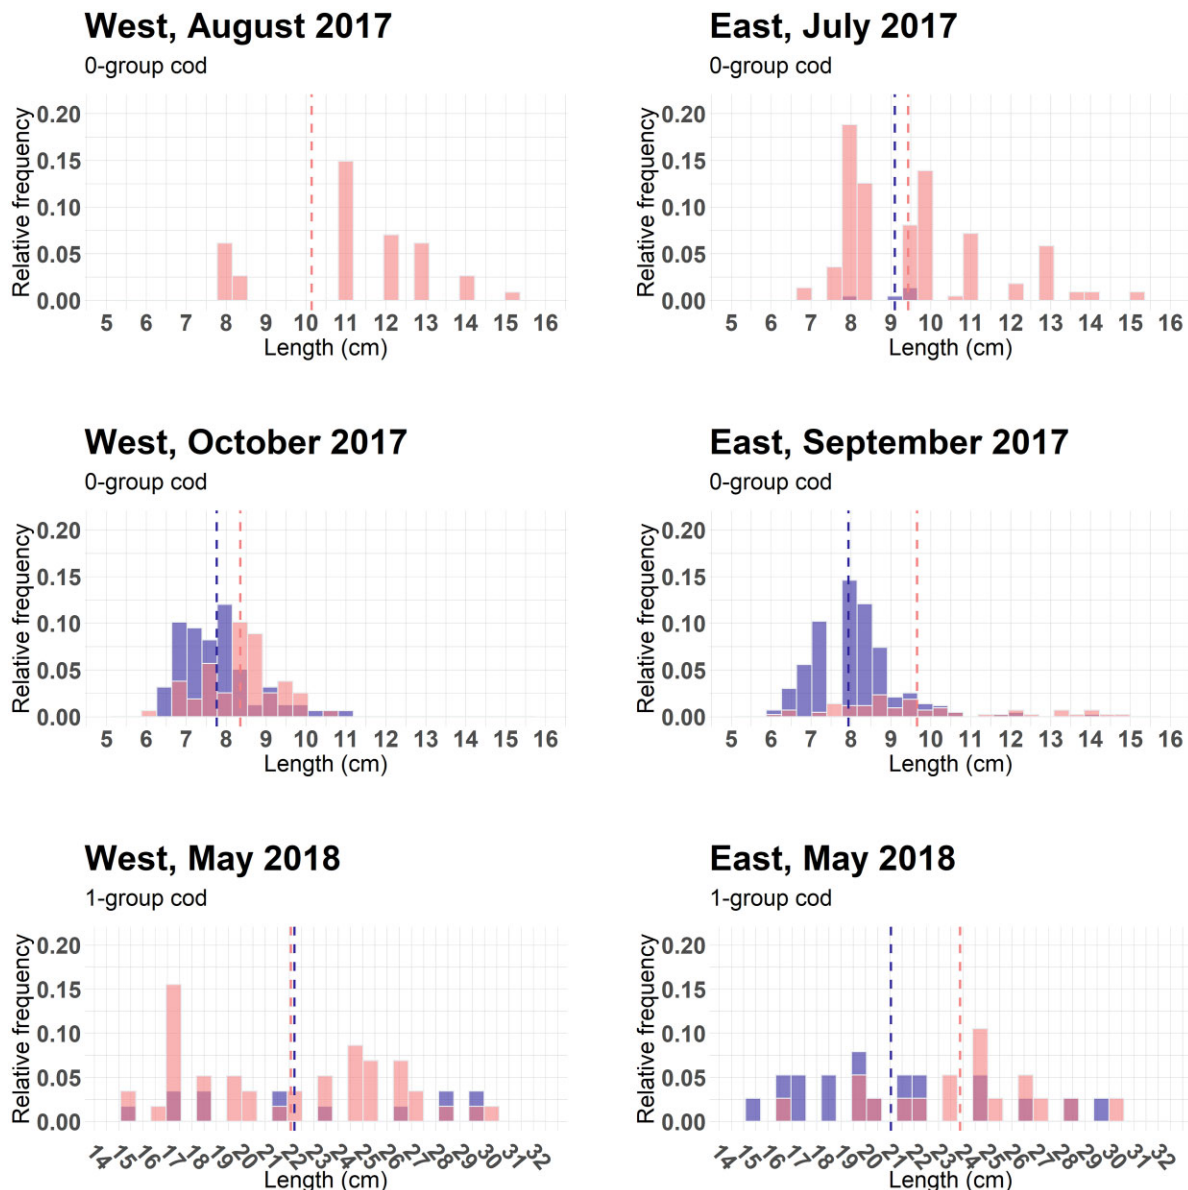 West, August 2017
0-group cod
Relative frequency
0.20
0.15
0.10
0.05
0.00
5 6 7 8 9 10 11 12 13 14 15 16
Length (cm)
East, July 2017
0-group cod
Relative frequency
0.20
0.15
0.10
0.05
0.00
5 6 7 8 9 10 11 12 13 14 15 16
Length (cm)
West, October 2017
0-group cod
Relative frequency
0.20
0.15
0.10
0.05
0.00
5 6 7 8 9 10 11 12 13 14 15 16
Length (cm)
East, September 2017
0-group cod
Relative frequency
0.20
0.15
0.10
0.05
0.00
5 6 7 8 9 10 11 12 13 14 15 16
Length (cm)
West, May 2018
1-group cod
Relative frequency
0.20
0.15
0.10
0.05
0.00
14 15 16 17 18 19 20 21 22 23 24 25 26 27 28 29 30 31 32
Length (cm)
East, May 2018
1-group cod
Relative frequency
0.20
0.15
0.10
0.05
0.00
14 15 16 17 18 19 20 21 22 23 24 25 26 27 28 29 30 31 32
Length (cm)